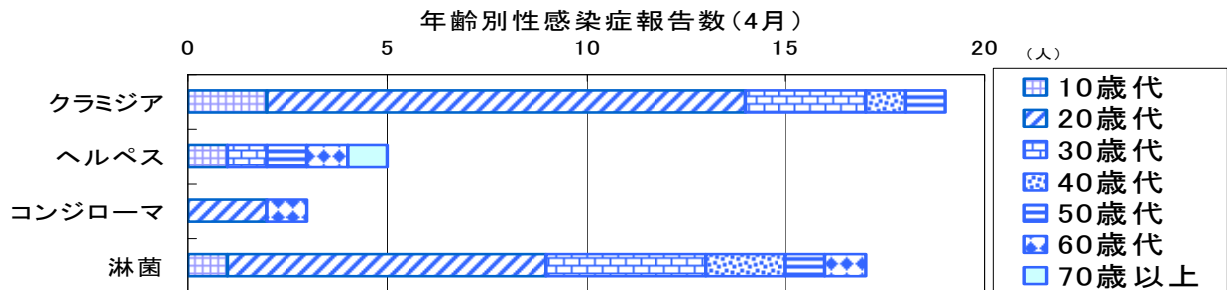 年齢別性感染症報告数(4月)
0 5 10 15 20 (人)
クラミジア
ヘルペス
コンジローマ
淋菌
10歳代
20歳代
30歳代
40歳代
50歳代
60歳代
70歳以上